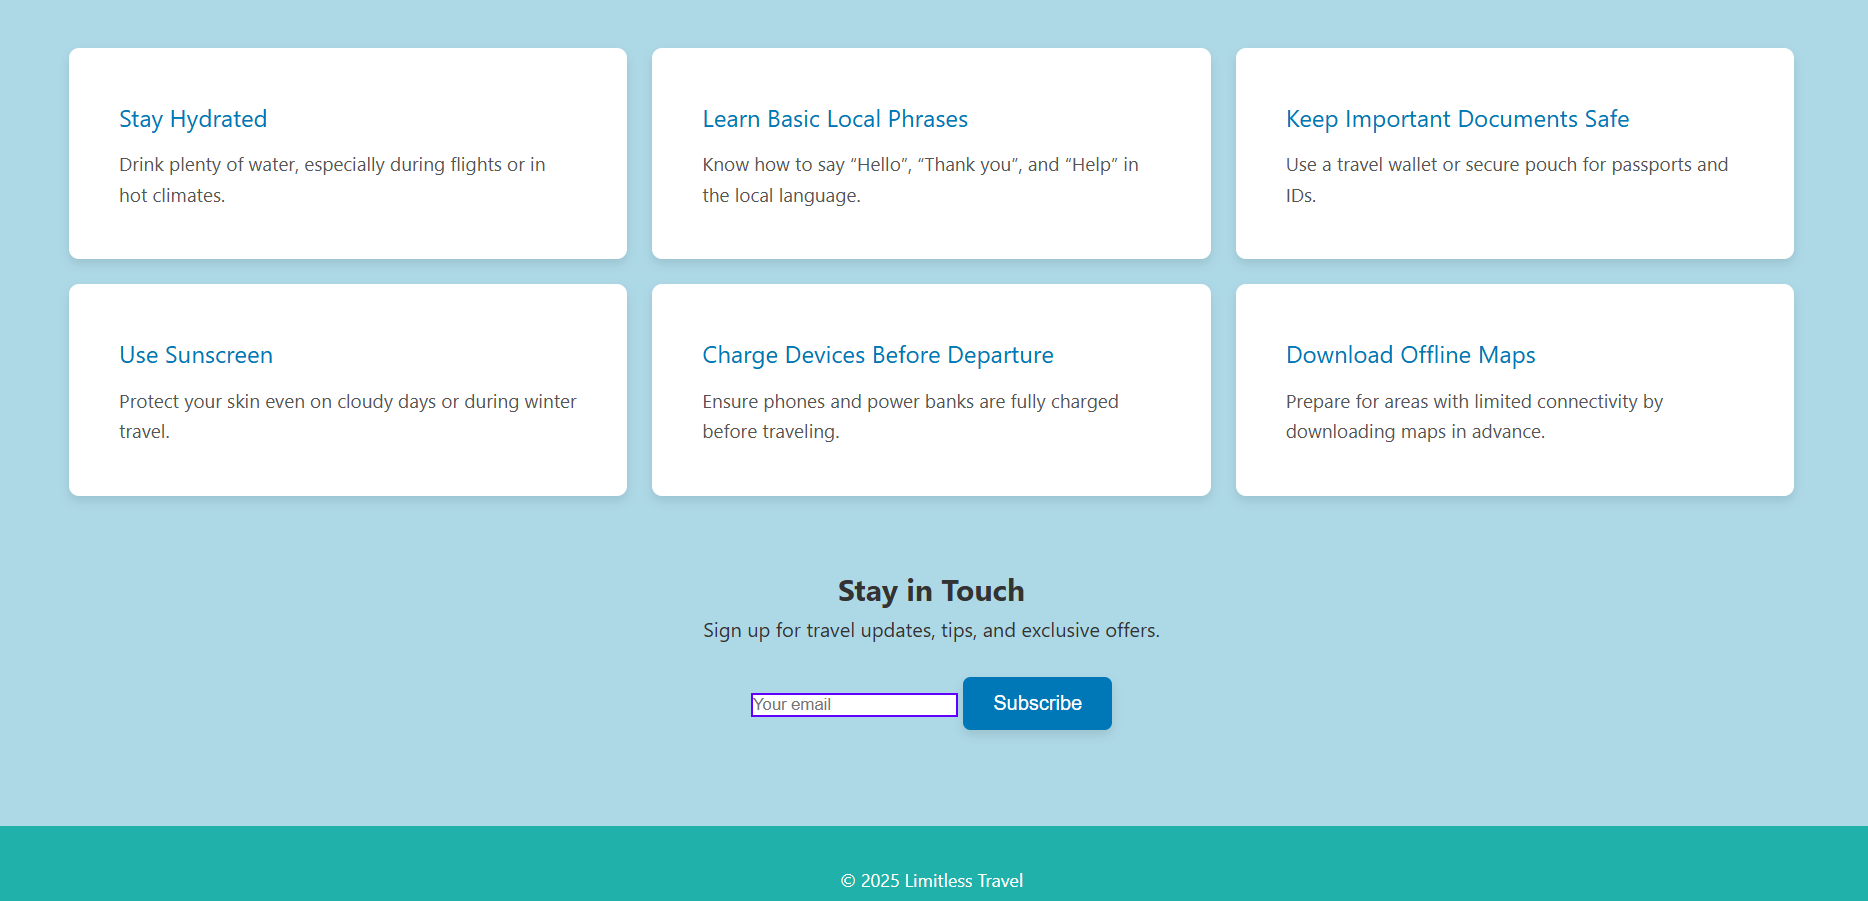 Stay Hydrated
Drink plenty of water, especially during flights or in
hot climates.
Learn Basic Local Phrases
Know how to say “Hello”, “Thank you”, and “Help” in
the local language.
Keep Important Documents Safe
Use a travel wallet or secure pouch for passports and
IDs.
Use Sunscreen
Protect your skin even on cloudy days or during winter
travel.
Charge Devices Before Departure
Ensure phones and power banks are fully charged
before traveling.
Download Offline Maps
Prepare for areas with limited connectivity by
downloading maps in advance.
Stay in Touch
Sign up for travel updates, tips, and exclusive offers.
Your email
Subscribe
© 2025 Limitless Travel